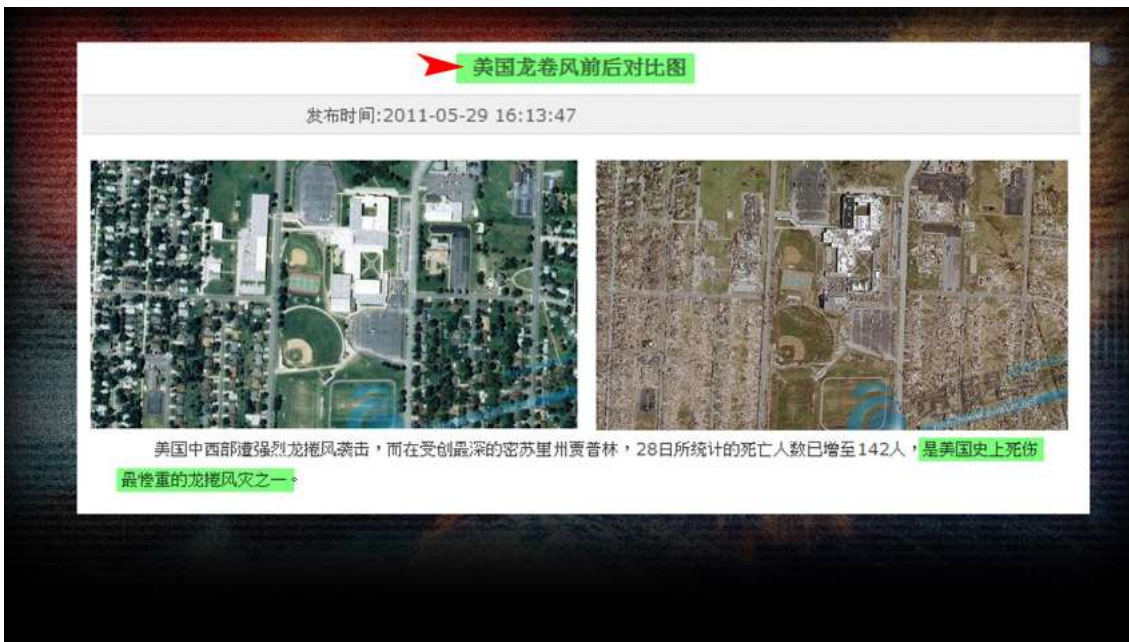 美国龙卷风前后对比图
发布时间:2011-05-29 16:13:47
美国中西部遭强烈龙捲风袭击，而在受创最深的密苏里州贾普林，28日所统计的死亡人数已增至142人，是美国史上死伤
最惨重的龙捲风灾之一。